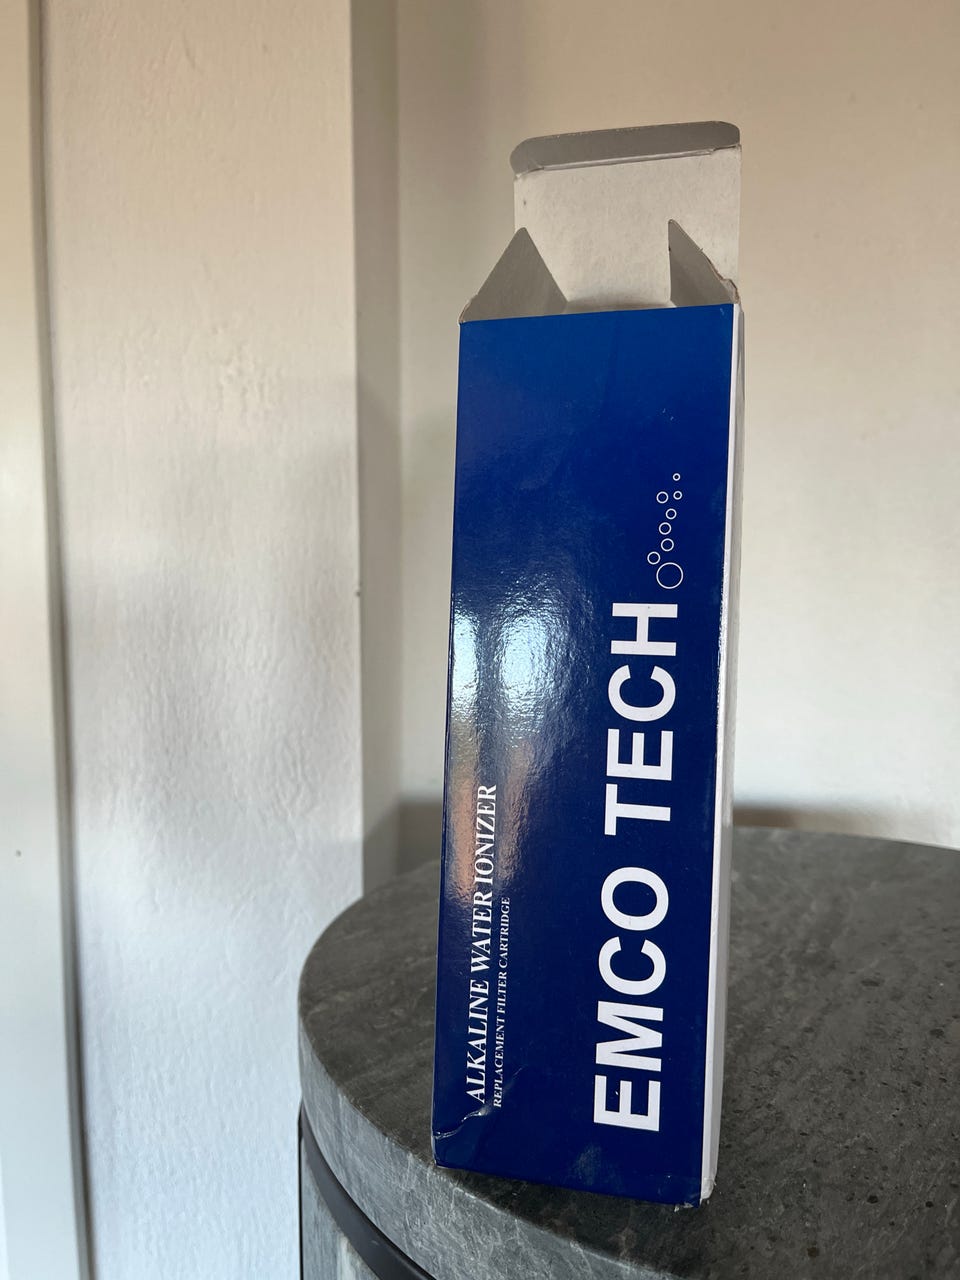 ALKALINE WATER IONIZER
REPLACEMENT FILTER CARTRIDGE
EMCO TECH